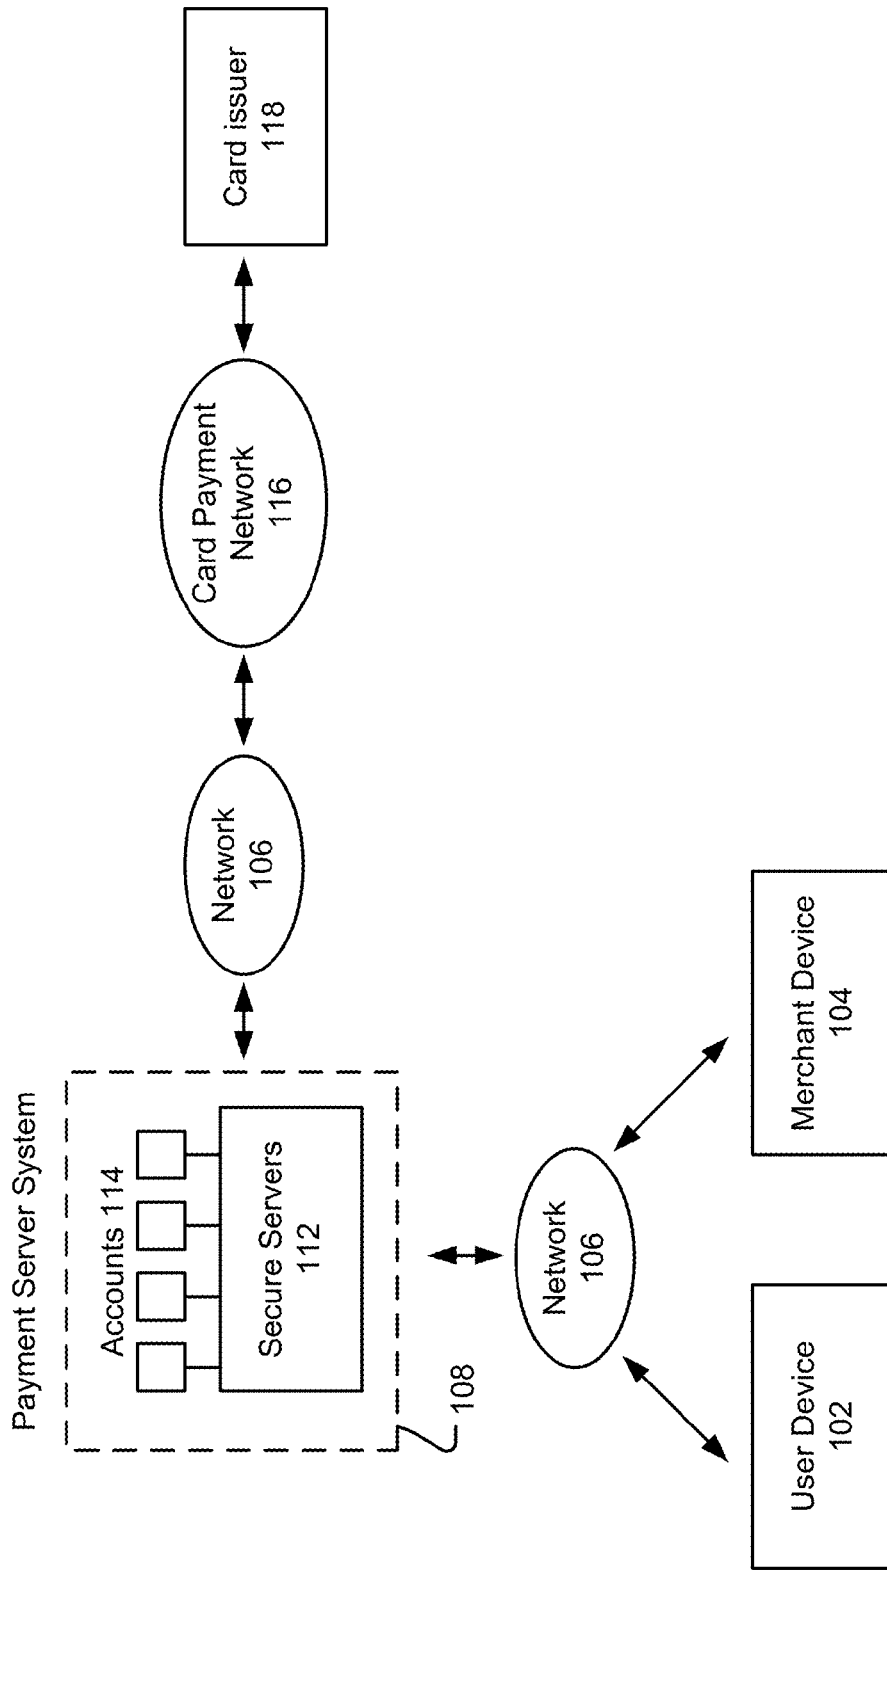 Payment Server System
Accounts 114
Secure Servers
112
108
Network
106
Card Payment
Network
116
Card issuer
118
Network
106
User Device
102
Merchant Device
104